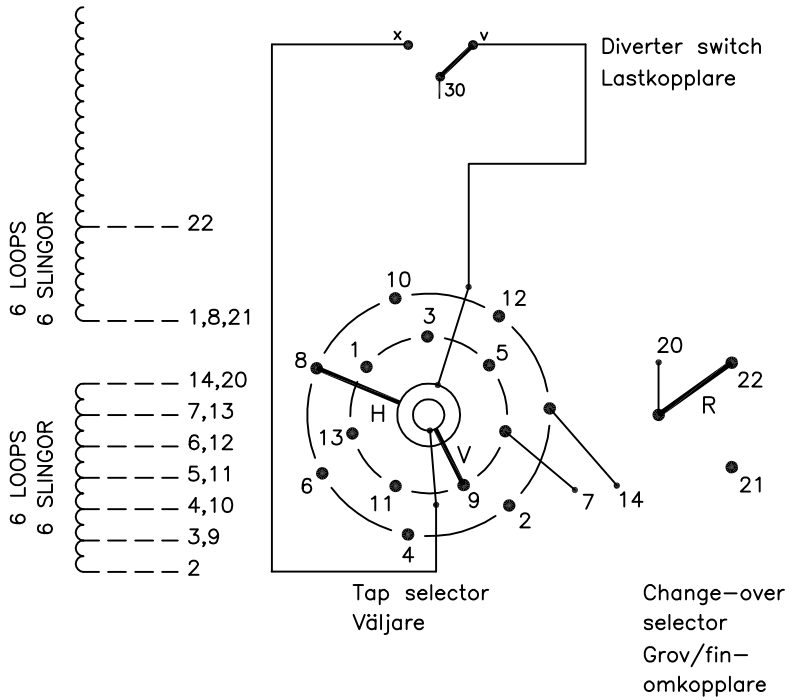 x
v
30
Diverter switch
Lastkopplare
6 LOOPS
6 SLINGOR
22
1,8,21
14,20
7,13
6,12
5,11
4,10
3,9
2
6 LOOPS
6 SLINGOR
10
12
3
1
5
8
H
13
V
6
11
9
2
4
7
14
20
22
R
21
Tap selector
Väljare
Change-over
selector
Grov/fin-
omkopplare